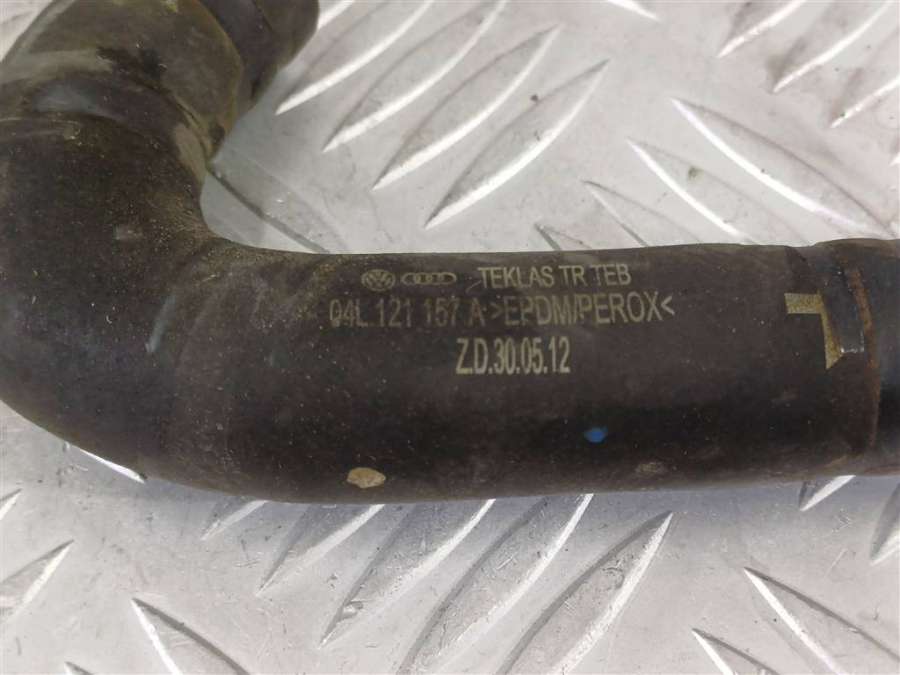 TEKLAS TR TEB
04L 121 157 A >EPDM/PEROX<
Z.D.30.05.12